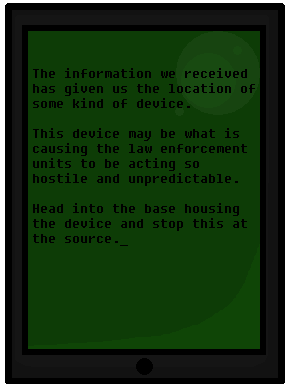 The information we received
has given us the location of
some kind of device.
This device may be what is
causing the law enforcement
units to be acting so
hostile and unpredictable.
Head into the base housing
the device and stop this at
the source._